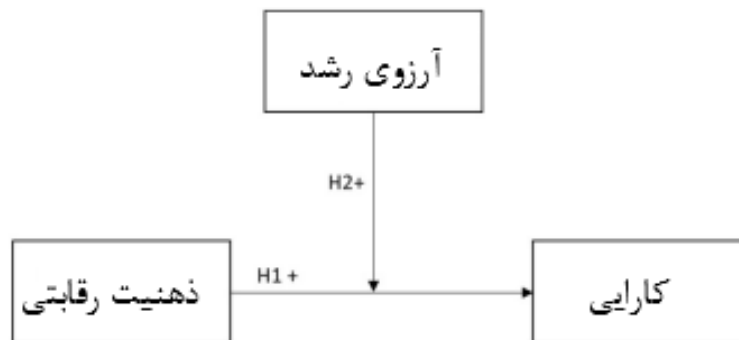 آرزوی رشد
H2+
H1 +
ذهنیت رقابتی
کارایی